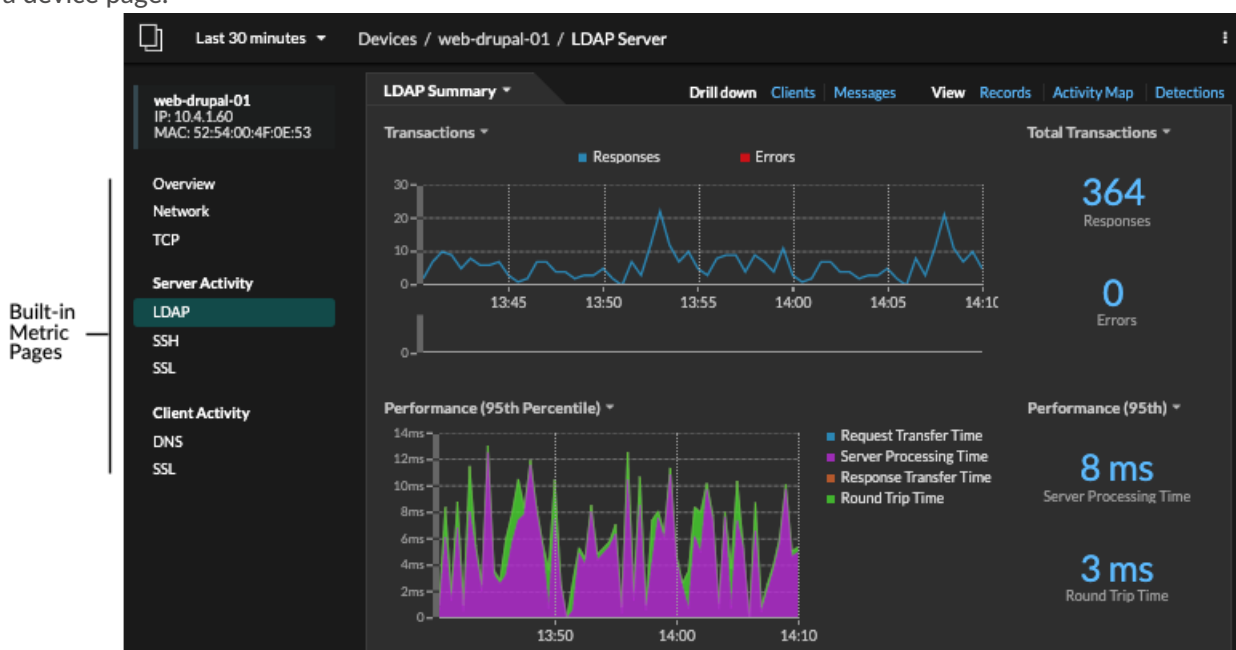 a device page.
Last 30 minutes
Devices / web-drupal-01 / LDAP Server
web-drupal-01
IP: 10.4.1.60
MAC: 52:54:00:4F:0E:53
Built-in
Metric
Pages
Overview
Network
TCP
Server Activity
LDAP
SSH
SSL
Client Activity
DNS
SSL
LDAP Summary
Drill down Clients Messages View Records Activity Map Detections
Transactions
Responses Errors
30
20
10
0
13:45 13:50 13:55 14:00 14:05 14:10
0
Total Transactions
364
Responses
0
Errors
Performance (95th Percentile)
14ms
12ms
10ms
8ms
6ms
4ms
2ms
0
13:50 14:00 14:10
Request Transfer Time
Server Processing Time
Response Transfer Time
Round Trip Time
Performance (95th)
8 ms
Server Processing Time
3 ms
Round Trip Time